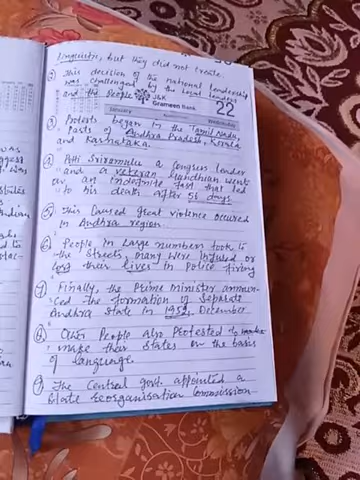 linguistic, but they did not create
② This decision of the national leadership
was challenged by the local leaders
and the People
J&K
Grameen Bank
22
January
Wednesday
③ Protests began in the Tamil Nadu,
Parts of Andhra Pradesh, Kerala
and Karnataka.
④ Potti Sriramulu a congress leader
and a veteran Gandhian went
on an indefinite fast that led
to his death after 56 days
⑤ This Caused great violence occured
in Andhra region
⑥ People in Large numbers took to
the streets, many were injured or
lost their lives in Police firing
⑦ Finally, the Prime Minister announ-
ced the formation of Separate
Andhra state in 1952, December
⑧ Other People also Protested to
make their states on the basis
of language.
⑨ The Central govt. appointed a
State Reorganisation Commission-